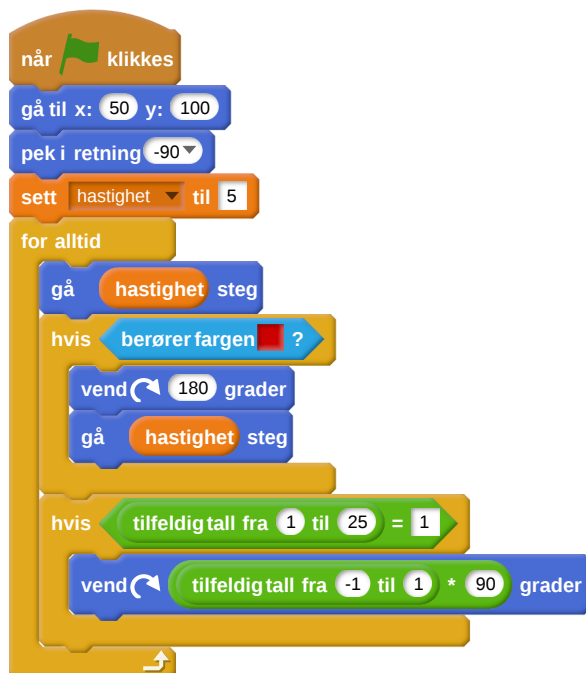 når klikkes
gå til x: 50 y: 100
pek i retning -90
sett hastighet til 5
for alltid
gå hastighet steg
hvis berører fargen ?
vend 180 grader
gå hastighet steg
hvis tilfeldig tall fra 1 til 25 = 1
vend tilfeldig tall fra -1 til 1 * 90 grader